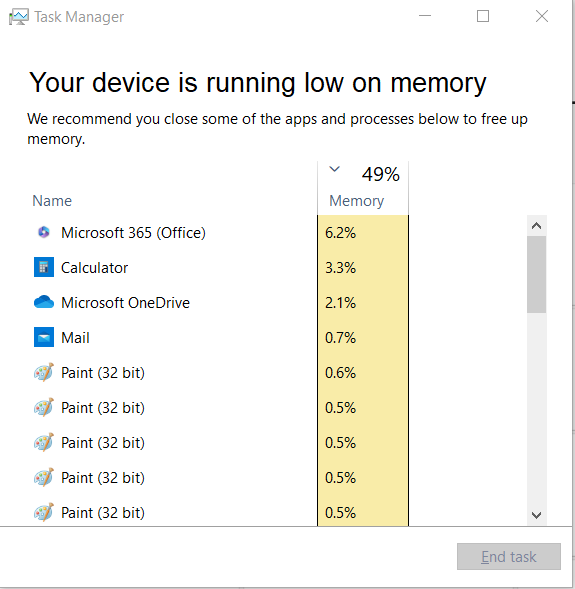 Task Manager
Your device is running low on memory
We recommend you close some of the apps and processes below to free up
memory.
49%
Name Memory
Microsoft 365 (Office) 6.2%
Calculator 3.3%
Microsoft OneDrive 2.1%
Mail 0.7%
Paint (32 bit) 0.6%
Paint (32 bit) 0.5%
Paint (32 bit) 0.5%
Paint (32 bit) 0.5%
Paint (32 bit) 0.5%
End task